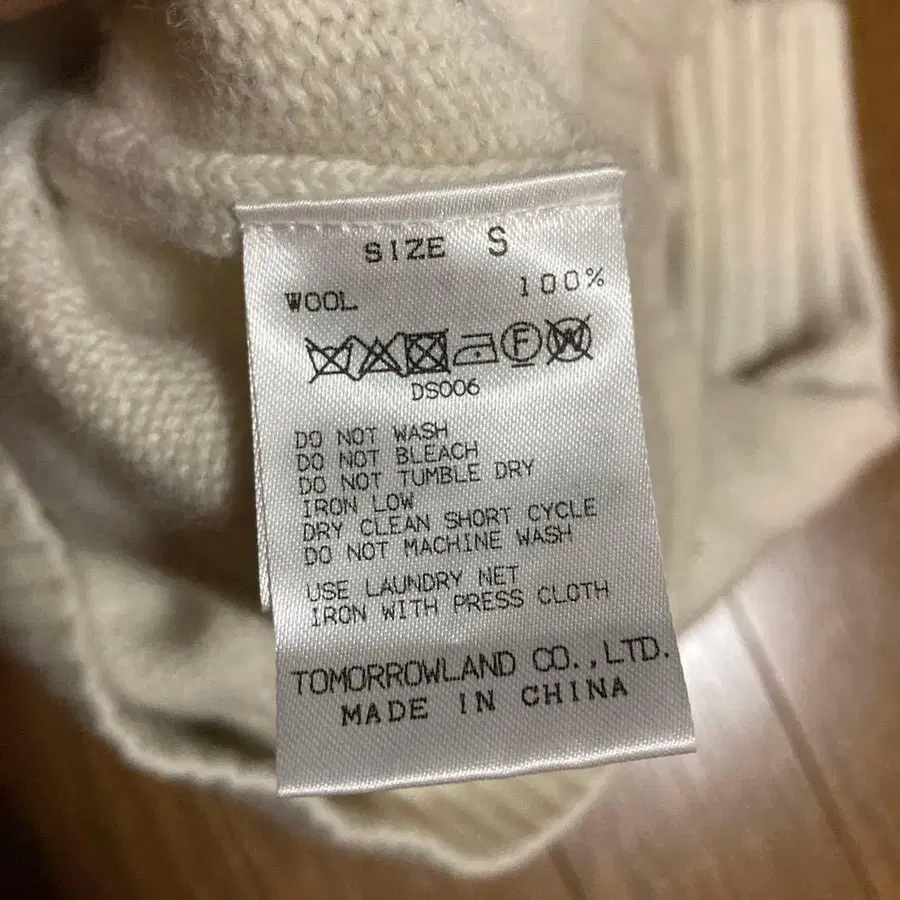 SIZE S
WOOL 100%
F W
DS006
DO NOT WASH
DO NOT BLEACH
DO NOT TUMBLE DRY
IRON LOW
DRY CLEAN SHORT CYCLE
DO NOT MACHINE WASH
USE LAUNDRY NET
IRON WITH PRESS CLOTH
TOMORROWLAND CO.,LTD.
MADE IN CHINA